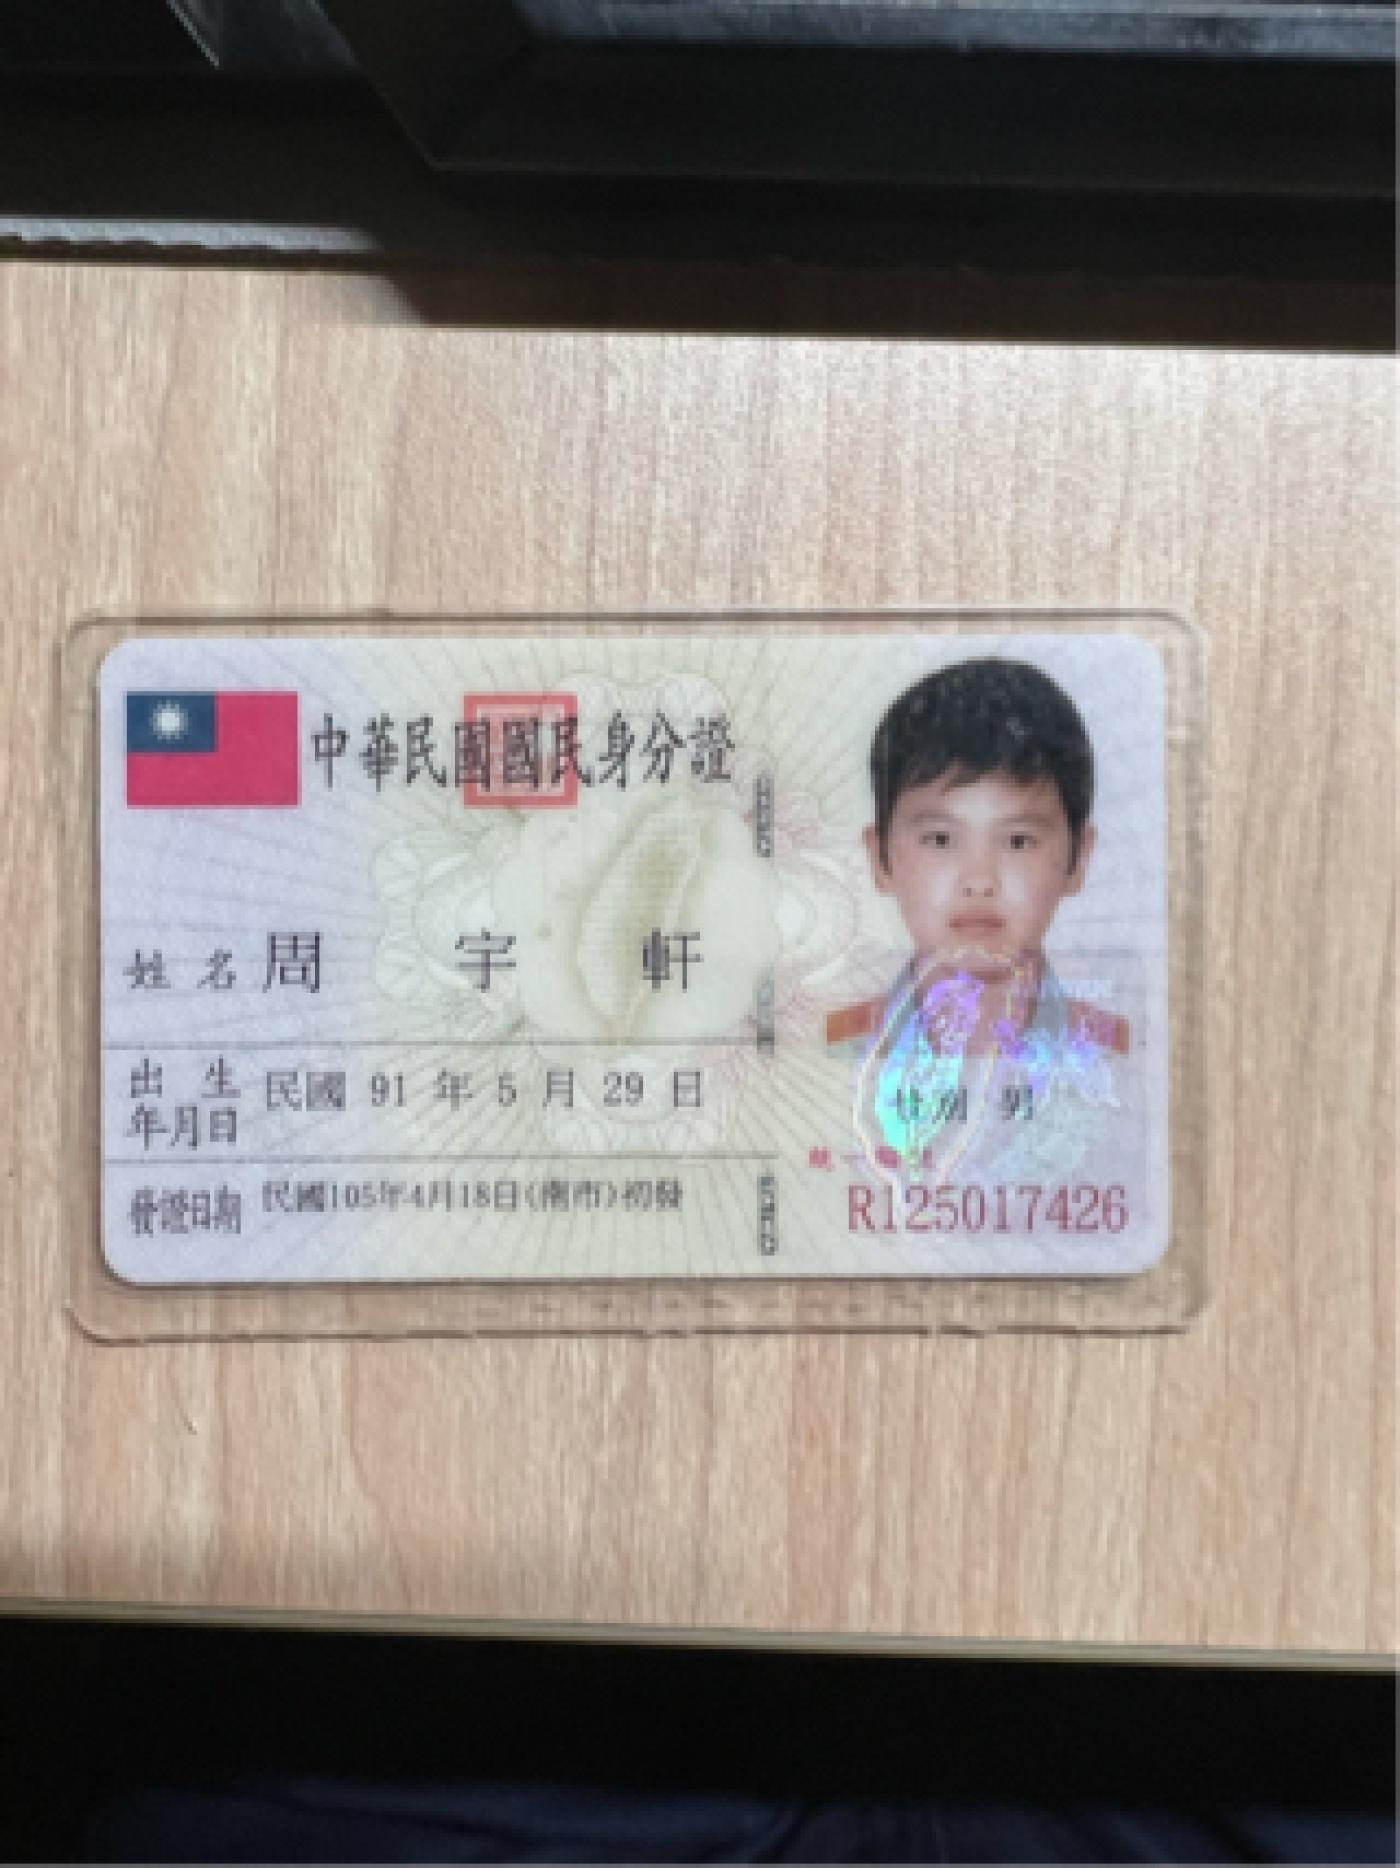 中華民國國民身分證
姓名 周 宇 軒
出生年月日 民國 91 年 5 月 29 日
性別 男
發證日期 民國105年4月18日(南市)初發
統一編號
R125017426